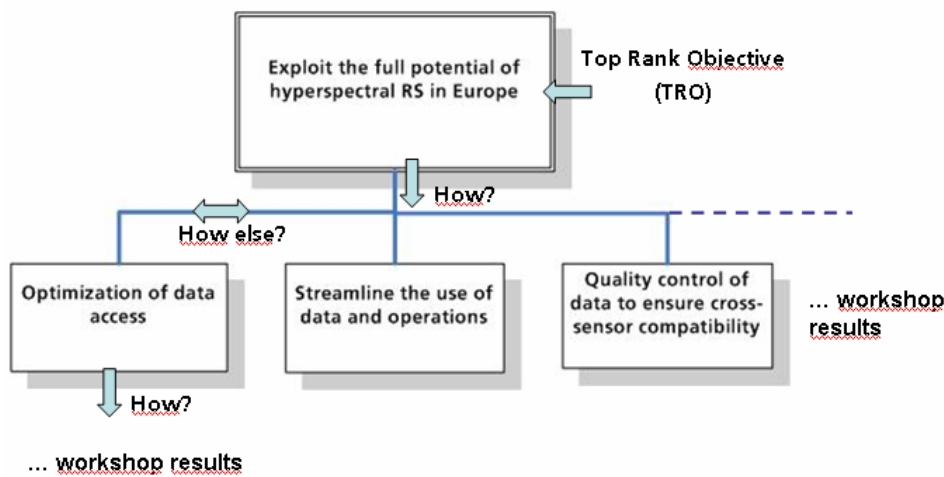 Exploit the full potential of
hyperspectral RS in Europe
Top Rank Objective
(TRO)
How?
How else?
Optimization of data
access
Streamline the use of
data and operations
Quality control of
data to ensure cross-
sensor compatibility
... workshop
results
How?
... workshop results